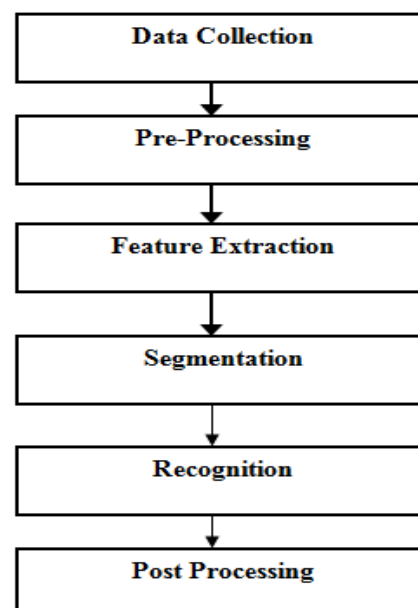 Data Collection
Pre-Processing
Feature Extraction
Segmentation
Recognition
Post Processing